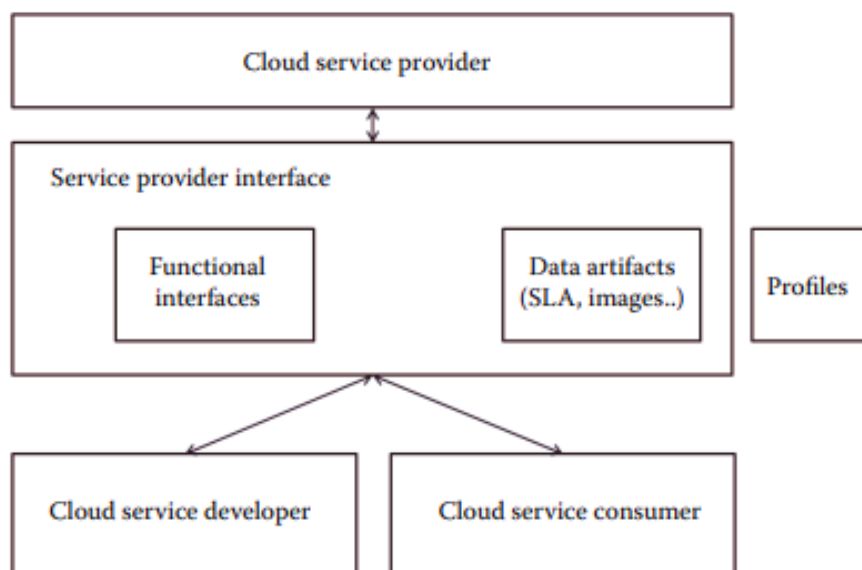 Cloud service provider
Service provider interface
Functional
interfaces
Data artifacts
(SLA, images..)
Profiles
Cloud service developer
Cloud service consumer